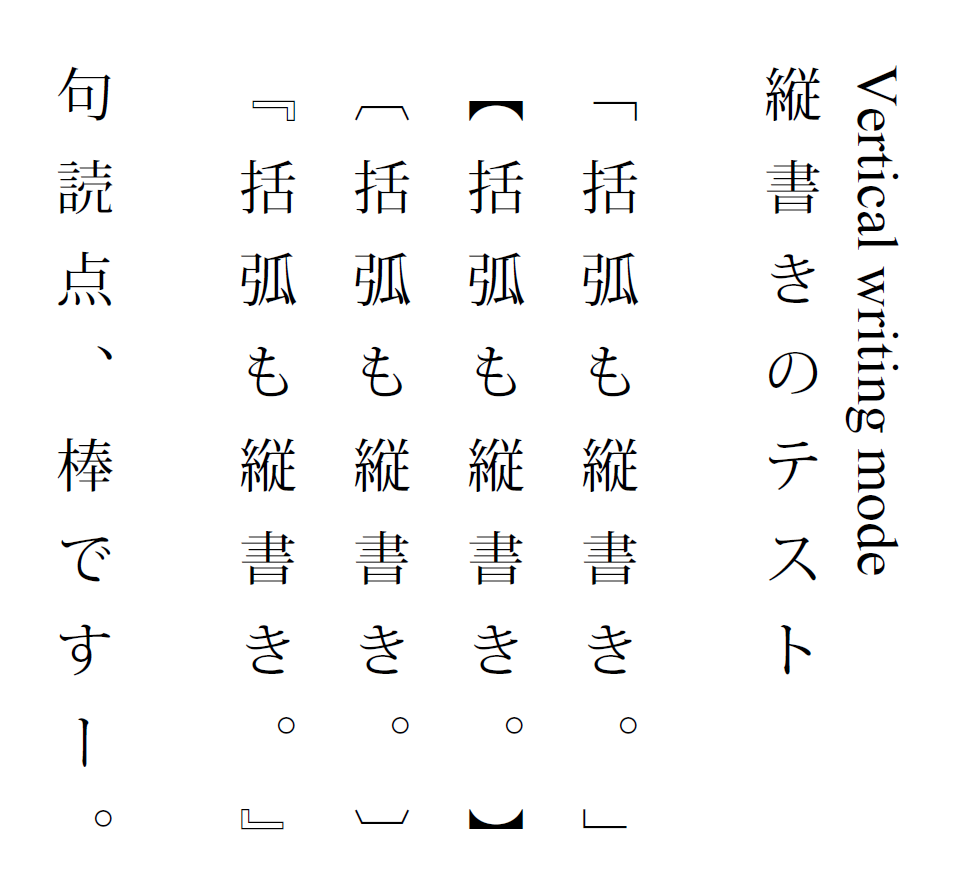 Vertical writing mode
縦書きのテスト
「括弧も縦書き。」
【括弧も縦書き。】
〔括弧も縦書き。〕
『括弧も縦書き。』
句読点、棒ですー。